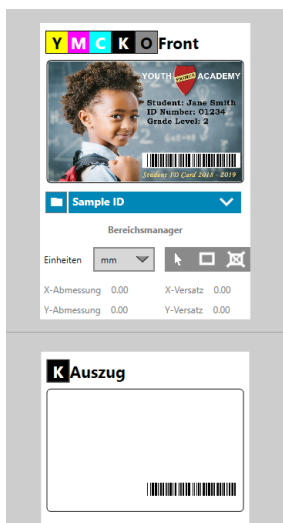 Y M C K O Front
YOUTH PRINCE ACADEMY
Student: Jane Smith
ID Number: 01234
Grade Level: 2
Student ID Card 2018 - 2019
Sample ID
Bereichsmanager
Einheiten mm
X-Abmessung 0.00 X-Versatz 0.00
Y-Abmessung 0.00 Y-Versatz 0.00
K Auszug